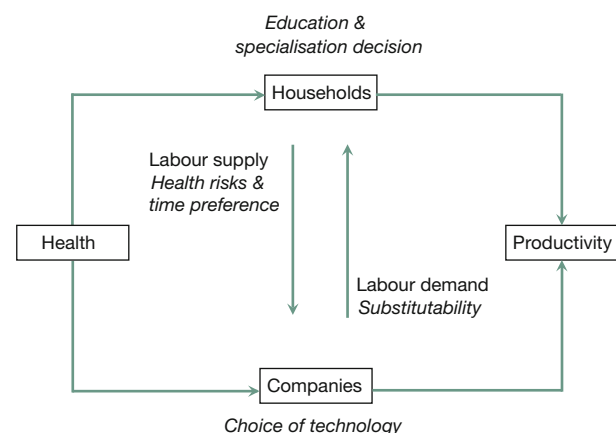 Education &
specialisation decision
Households
Labour supply
Health risks &
time preference
Health
Productivity
Labour demand
Substitutability
Companies
Choice of technology